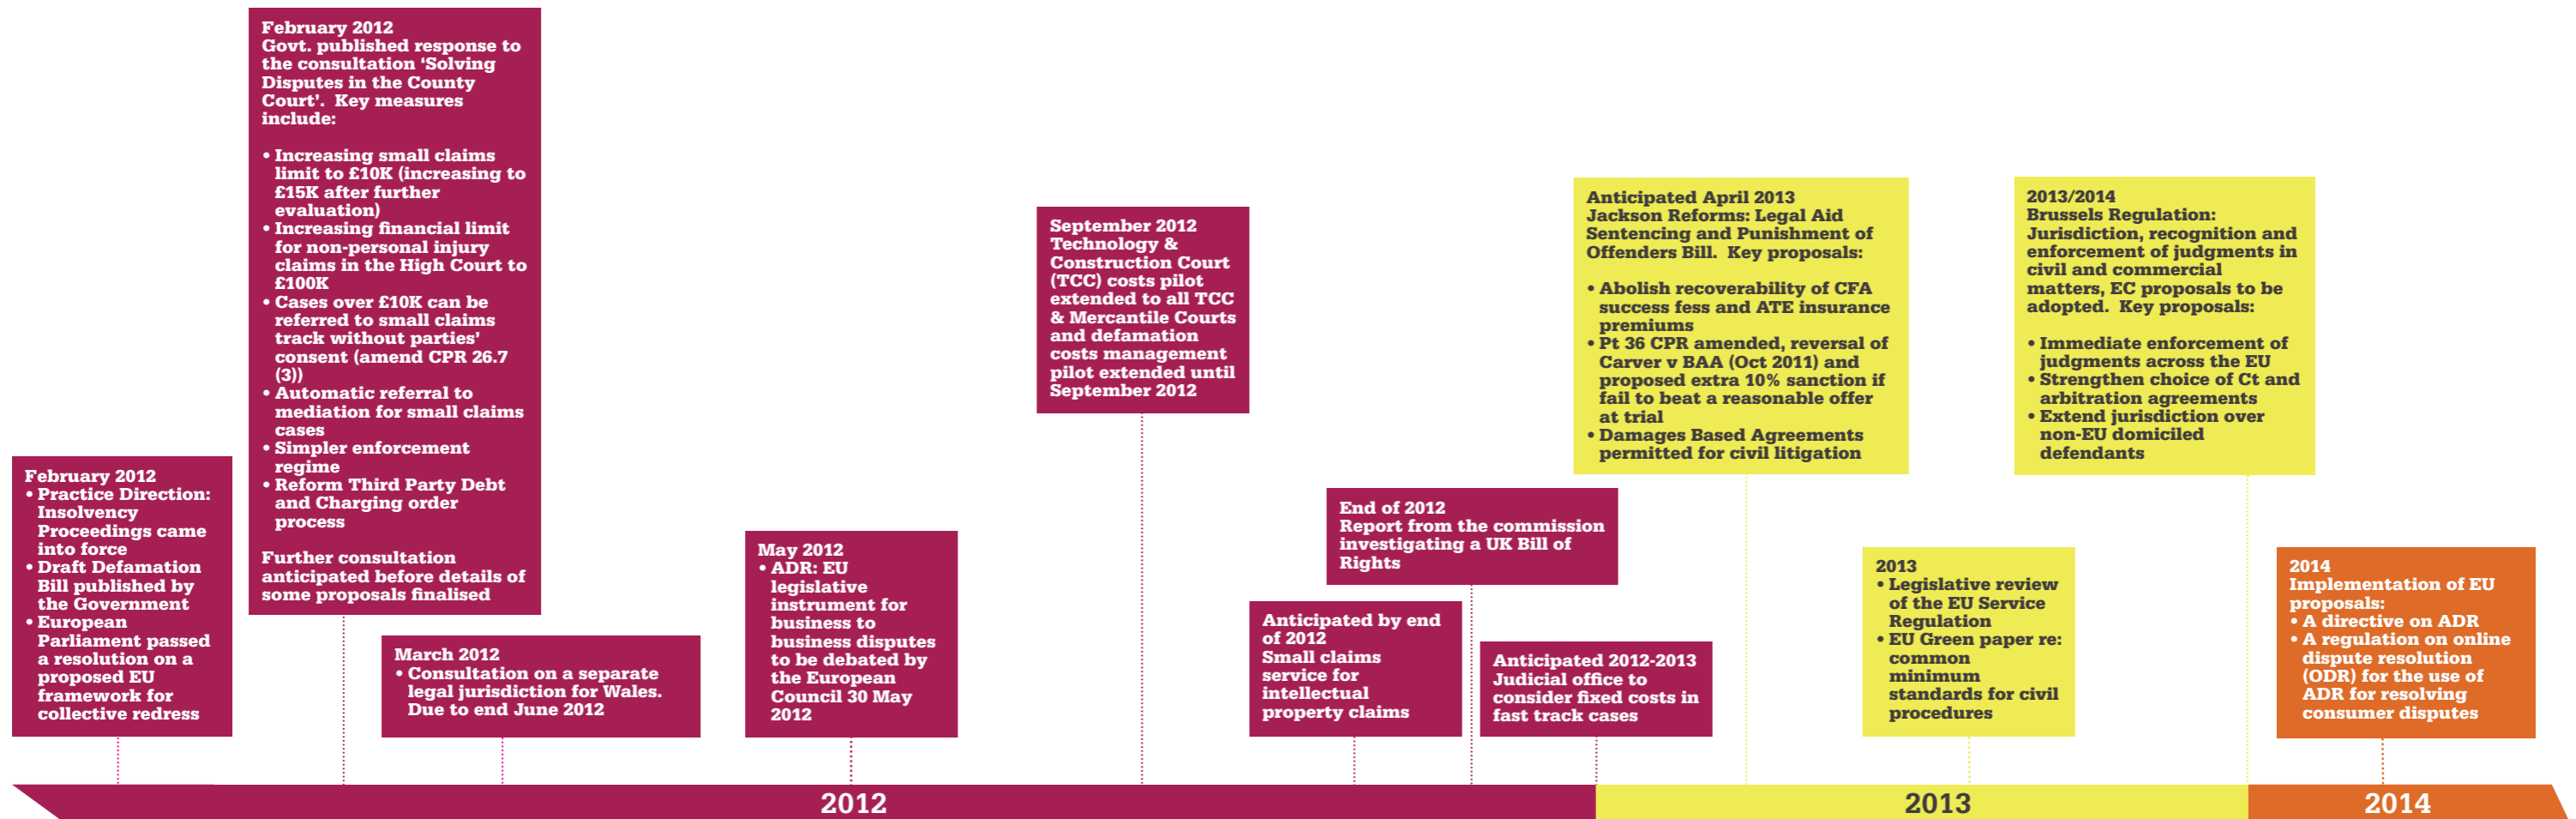 February 2012
• Practice Direction:
Insolvency
Proceedings came
into force
• Draft Defamation
Bill published by
the Government
• European
Parliament passed
a resolution on a
proposed EU
framework for
collective redress
February 2012
Govt. published response to
the consultation ‘Solving
Disputes in the County
Court’.  Key measures
include:
• Increasing small claims
limit to £10K (increasing to
£15K after further
evaluation)
• Increasing financial limit
for non-personal injury
claims in the High Court to
£100K
• Cases over £10K can be
referred to small claims
track without parties’
consent (amend CPR 26.7
(3))
• Automatic referral to
mediation for small claims
cases
• Simpler enforcement
regime
• Reform Third Party Debt
and Charging order
process
Further consultation
anticipated before details of
some proposals finalised
March 2012
• Consultation on a separate
legal jurisdiction for Wales.
Due to end June 2012
May 2012
• ADR: EU
legislative
instrument for
business to
business disputes
to be debated by
the European
Council 30 May
2012
September 2012
Technology &
Construction Court
(TCC) costs pilot
extended to all TCC
& Mercantile Courts
and defamation
costs management
pilot extended until
September 2012
Anticipated by end
of 2012
Small claims
service for
intellectual
property claims
End of 2012
Report from the commission
investigating a UK Bill of
Rights
Anticipated 2012-2013
Judicial office to
consider fixed costs in
fast track cases
Anticipated April 2013
Jackson Reforms: Legal Aid
Sentencing and Punishment of
Offenders Bill.  Key proposals:
• Abolish recoverability of CFA
success fess and ATE insurance
premiums
• Pt 36 CPR amended, reversal of
Carver v BAA (Oct 2011) and
proposed extra 10% sanction if
fail to beat a reasonable offer
at trial
• Damages Based Agreements
permitted for civil litigation
2013
• Legislative review
of the EU Service
Regulation
• EU Green paper re:
common
minimum
standards for civil
procedures
2013/2014
Brussels Regulation:
Jurisdiction, recognition and
enforcement of judgments in
civil and commercial
matters, EC proposals to be
adopted.  Key proposals:
• Immediate enforcement of
judgments across the EU
• Strengthen choice of Ct and
arbitration agreements
• Extend jurisdiction over
non-EU domiciled
defendants
2014
Implementation of EU
proposals:
• A directive on ADR
• A regulation on online
dispute resolution
(ODR) for the use of
ADR for resolving
consumer disputes
2012
2013
2014